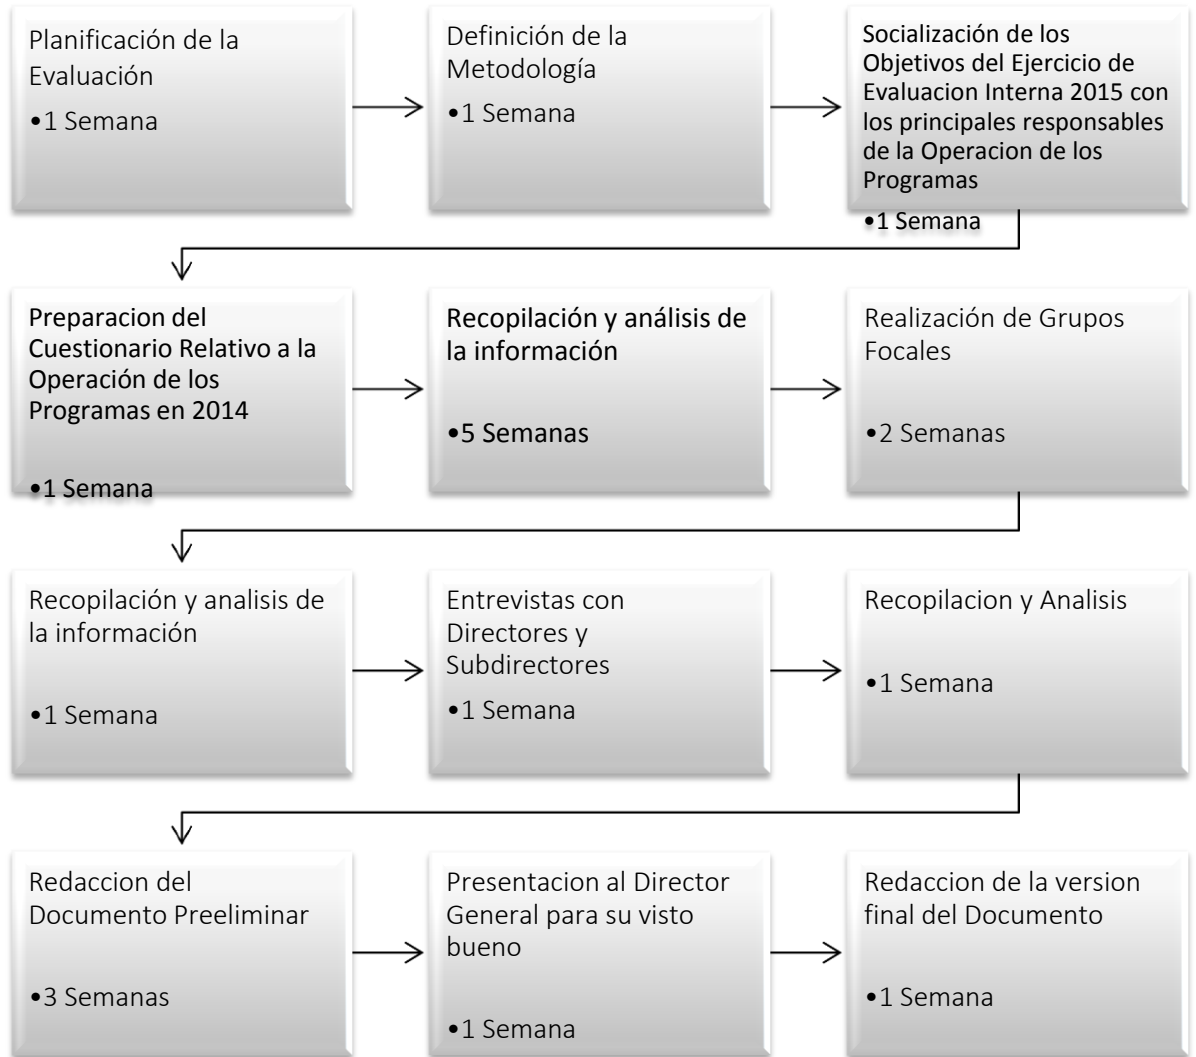 Planificación de la
Evaluación
•1 Semana
Definición de la
Metodología
•1 Semana
Socialización de los
Objetivos del Ejercicio de
Evaluacion Interna 2015 con
los principales responsables
de la Operacion de los
Programas
•1 Semana
Preparacion del
Cuestionario Relativo a la
Operación de los
Programas en 2014
•1 Semana
Recopilación y análisis de
la información
•5 Semanas
Realización de Grupos
Focales
•2 Semanas
Recopilación y analisis de
la información
•1 Semana
Entrevistas con
Directores y
Subdirectores
•1 Semana
Recopilacion y Analisis
•1 Semana
Redaccion del
Documento Preeliminar
•3 Semanas
Presentacion al Director
General para su visto
bueno
•1 Semana
Redaccion de la version
final del Documento
•1 Semana